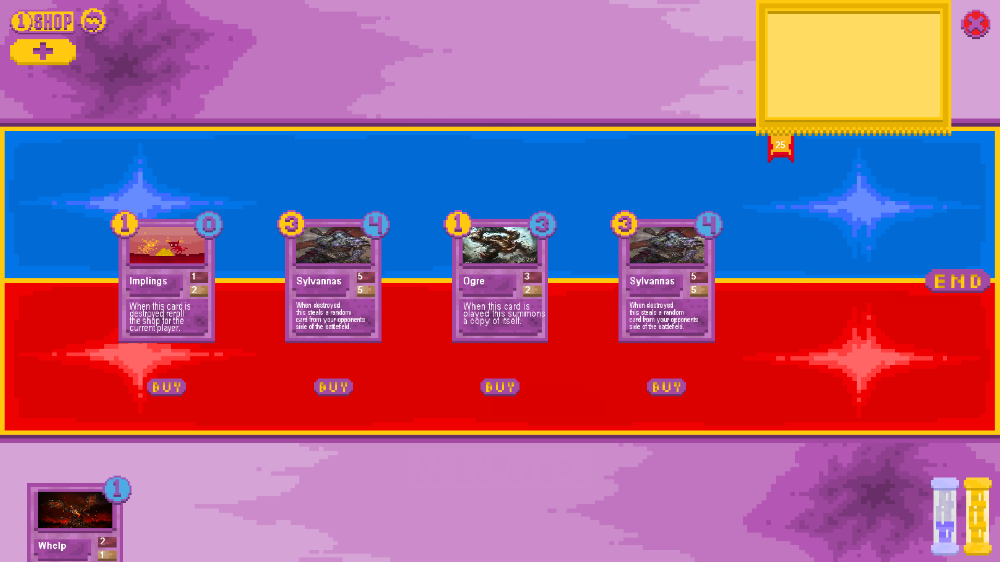 1 SHOP
+
25
1 0
Implings
1
2
When this card is
destroyed reroll
the shop for the
current player.
3 4
Sylvannas
5
5
When destroyed
this steals a random
card from your opponents
side of the battlefield.
1 3
Ogre
3
2
When this card is
played this summons
a copy of itself.
3 4
Sylvannas
5
5
When destroyed
this steals a random
card from your opponents
side of the battlefield.
END
BUY
BUY
BUY
BUY
1
Whelp
2
1